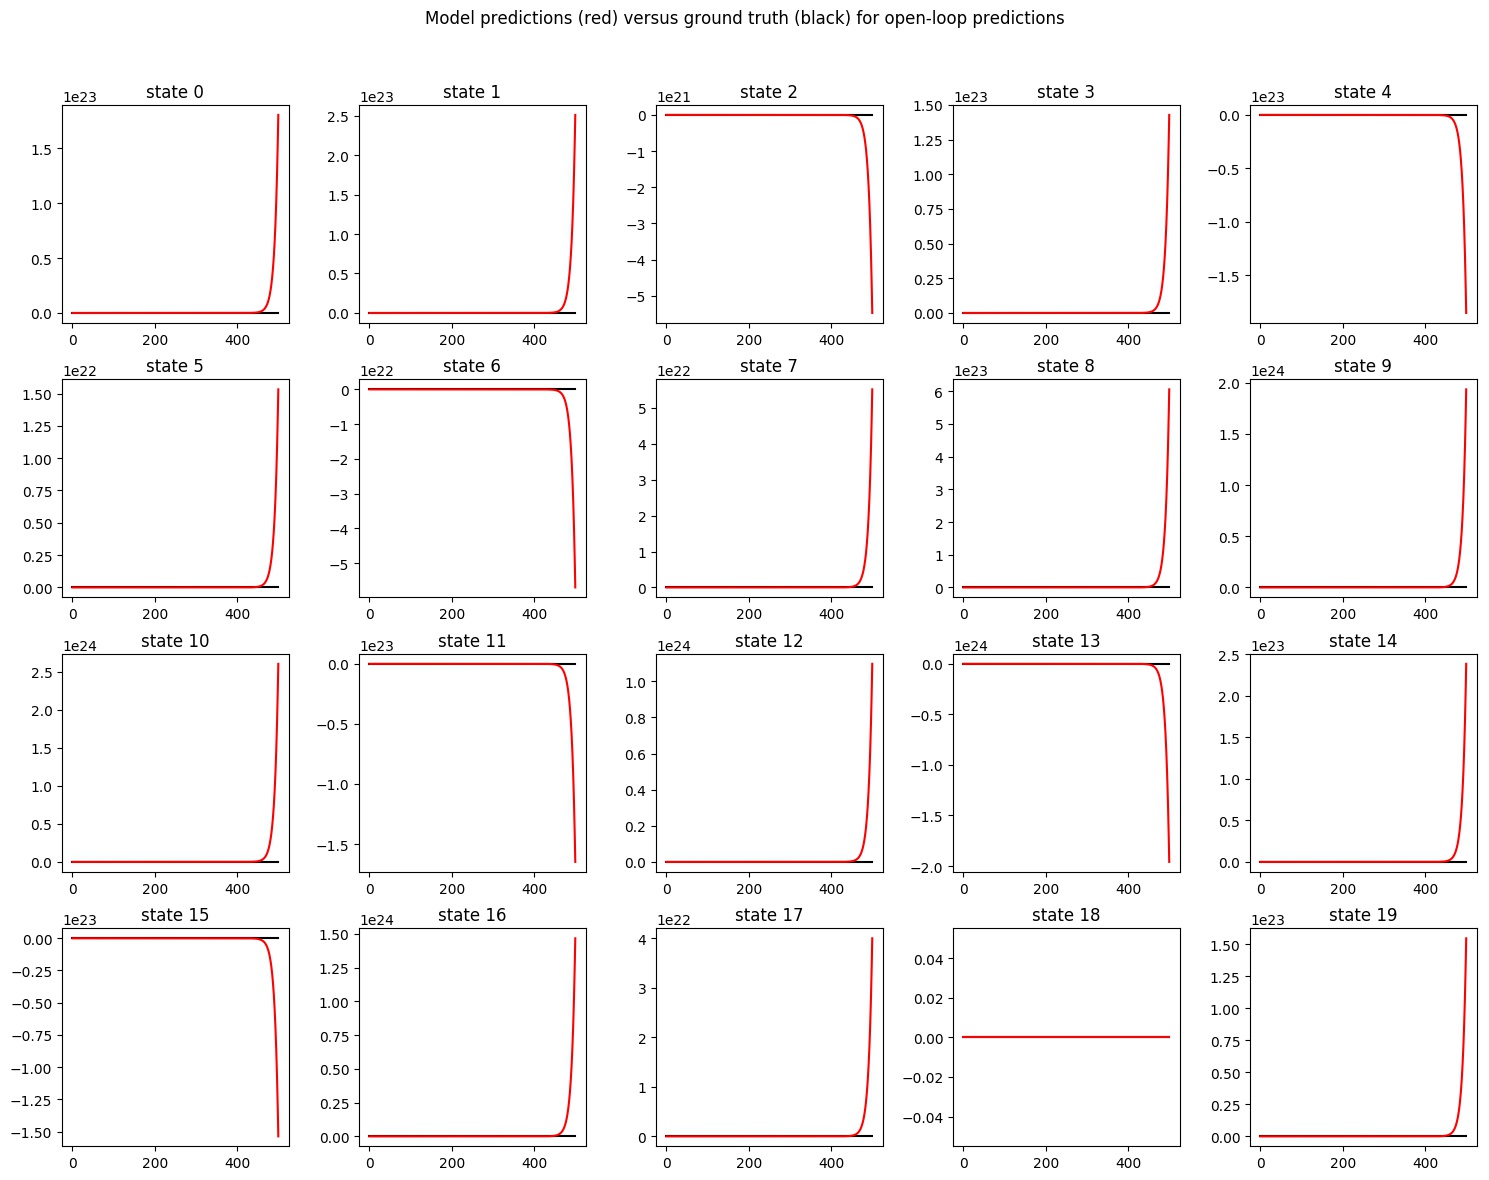 Model predictions (red) versus ground truth (black) for open-loop predictions
state 0
1e23
1.5
1.0
0.5
0.0
0 200 400
state 1
1e23
2.5
2.0
1.5
1.0
0.5
0.0
0 200 400
state 2
1e21
0
−1
−2
−3
−4
−5
0 200 400
state 3
1e23
1.50
1.25
1.00
0.75
0.50
0.25
0.00
0 200 400
state 4
1e23
0.0
−0.5
−1.0
−1.5
0 200 400
state 5
1e22
1.50
1.25
1.00
0.75
0.50
0.25
0.00
0 200 400
state 6
1e22
0
−1
−2
−3
−4
−5
0 200 400
state 7
1e22
5
4
3
2
1
0
0 200 400
state 8
1e23
6
5
4
3
2
1
0
0 200 400
state 9
1e24
2.0
1.5
1.0
0.5
0.0
0 200 400
state 10
1e24
2.5
2.0
1.5
1.0
0.5
0.0
0 200 400
state 11
1e23
0.0
−0.5
−1.0
−1.5
0 200 400
state 12
1e24
1.0
0.8
0.6
0.4
0.2
0.0
0 200 400
state 13
1e24
0.0
−0.5
−1.0
−1.5
−2.0
0 200 400
state 14
1e23
2.5
2.0
1.5
1.0
0.5
0.0
0 200 400
state 15
1e23
0.00
−0.25
−0.50
−0.75
−1.00
−1.25
−1.50
0 200 400
state 16
1e24
1.50
1.25
1.00
0.75
0.50
0.25
0.00
0 200 400
state 17
1e22
4
3
2
1
0
0 200 400
state 18
0.04
0.02
0.00
−0.02
−0.04
0 200 400
state 19
1e23
1.50
1.25
1.00
0.75
0.50
0.25
0.00
0 200 400